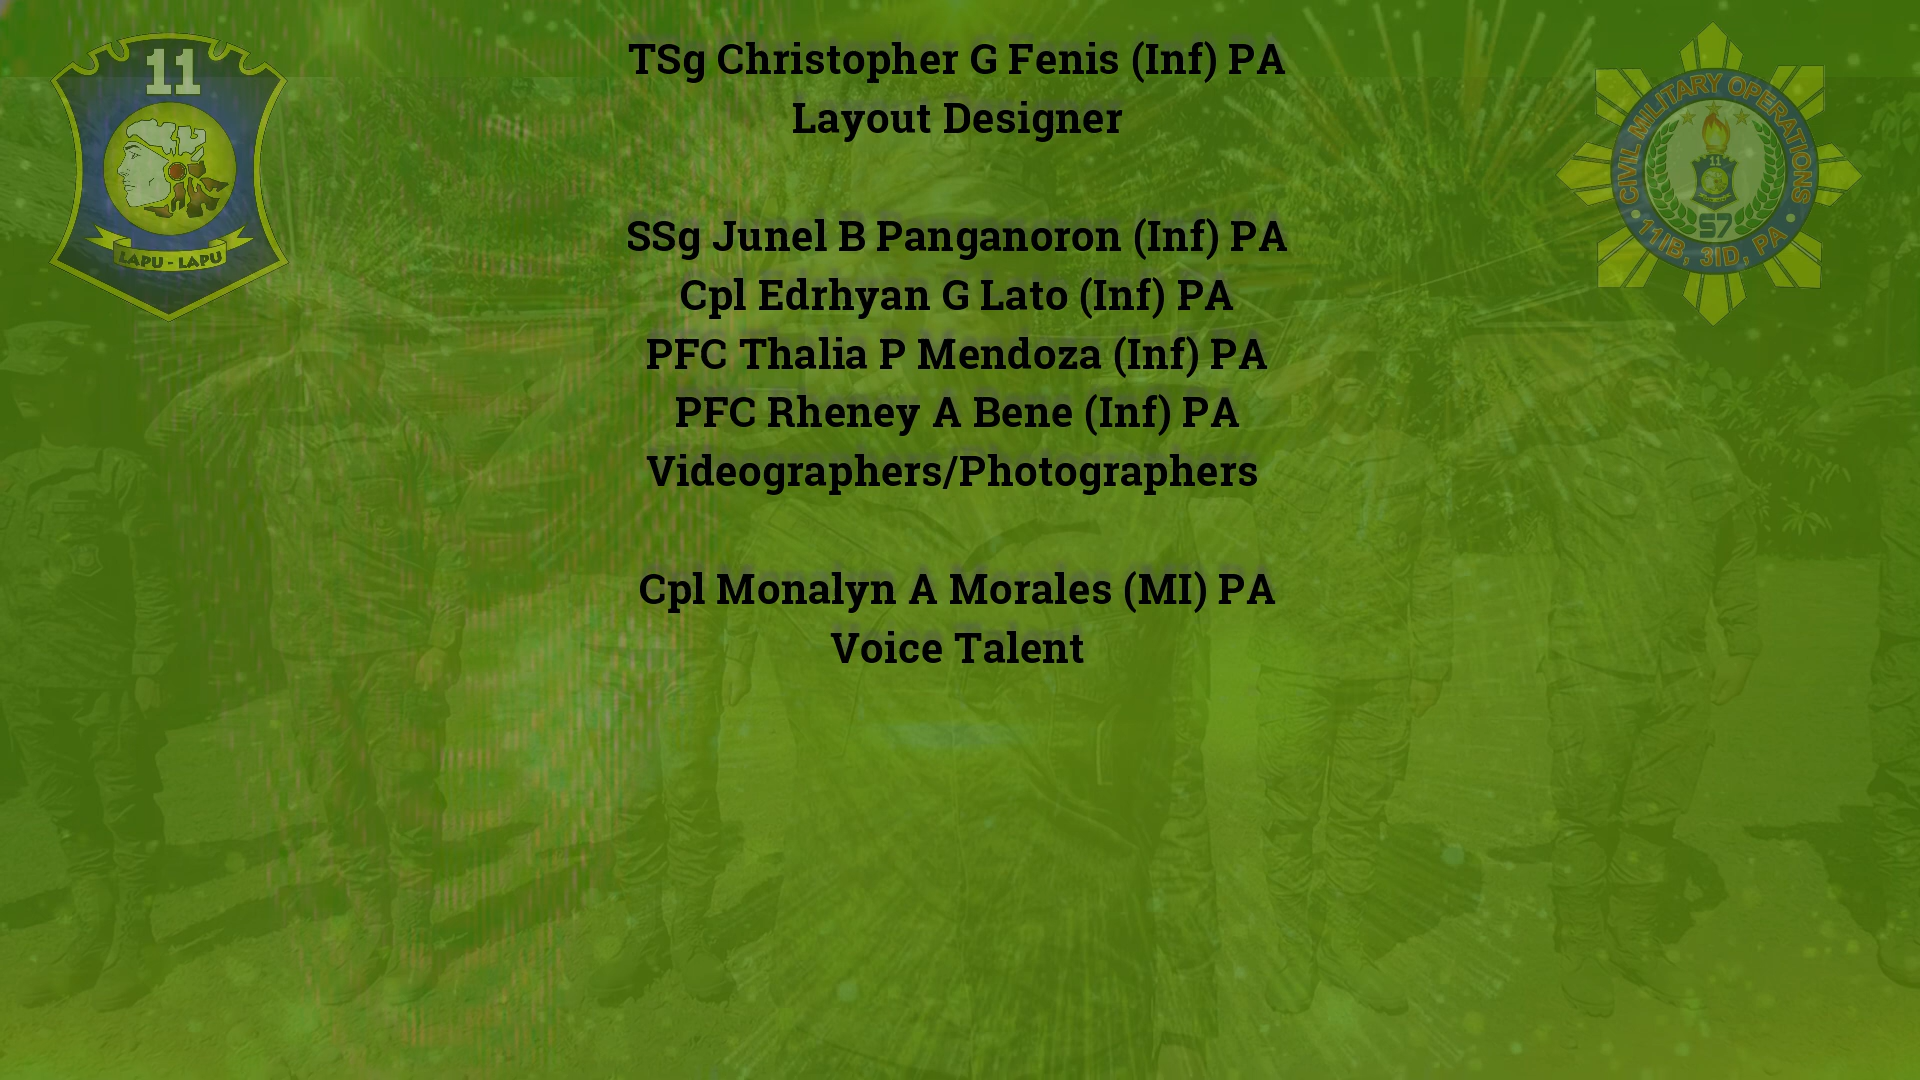 11
LAPU - LAPU
TSg Christopher G Fenis (Inf) PA
Layout Designer
SSg Junel B Panganoron (Inf) PA
Cpl Edrhyan G Lato (Inf) PA
PFC Thalia P Mendoza (Inf) PA
PFC Rheney A Bene (Inf) PA
Videographers/Photographers
Cpl Monalyn A Morales (MI) PA
Voice Talent
CIVIL MILITARY OPERATIONS
11
S7
11IB, 3ID, PA